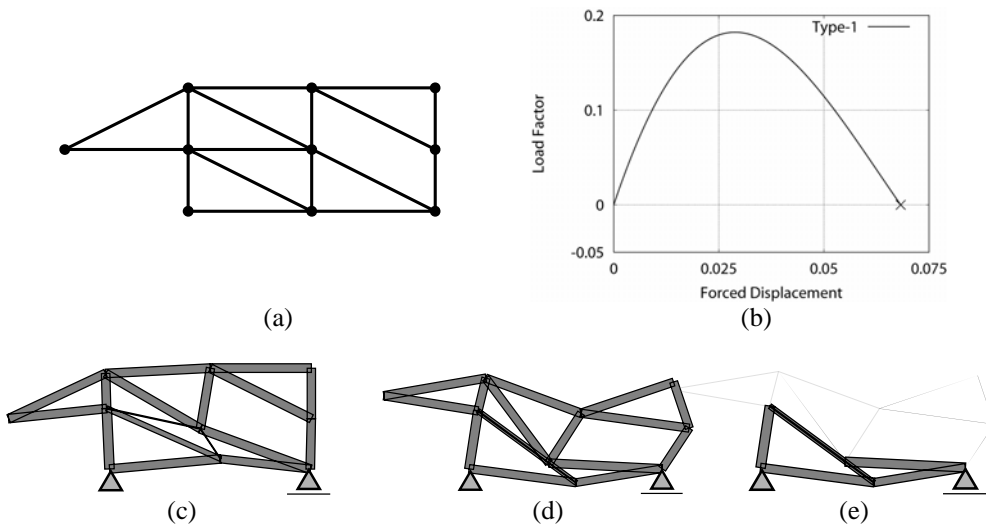 0.2
Type-1
0.1
Load Factor
0
-0.05
0
0.025
0.05
0.075
Forced Displacement
(a)
(b)
(c)
(d)
(e)